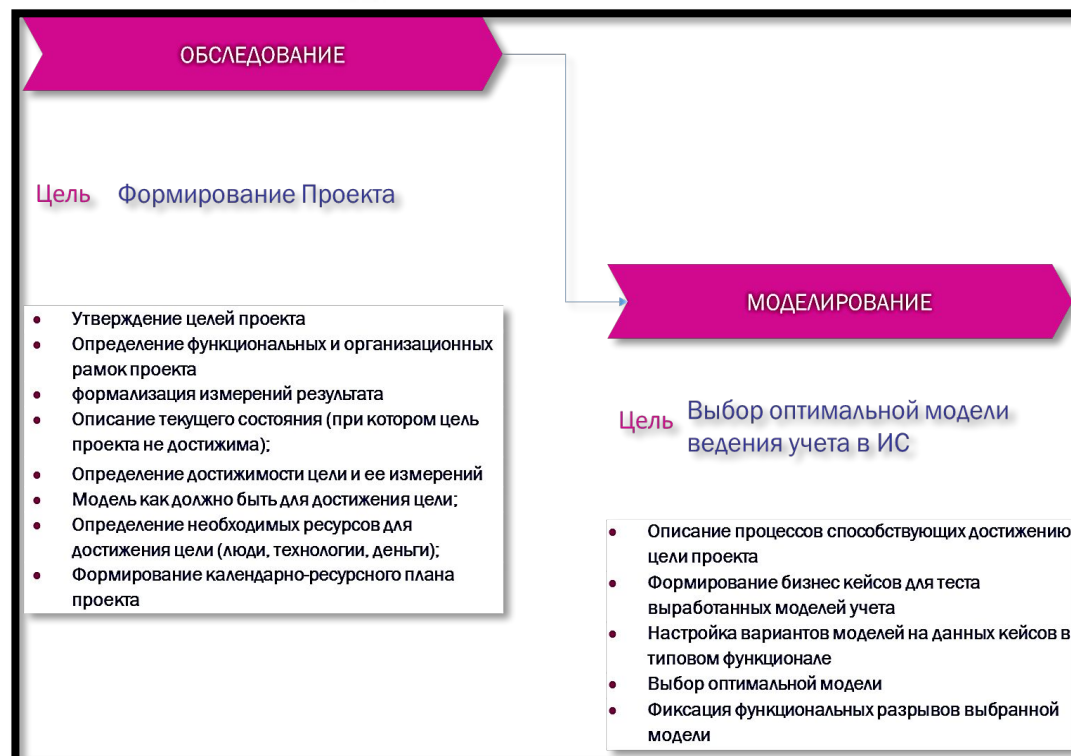 ОБСЛЕДОВАНИЕ
Цель Формирование Проекта
Утверждение целей проекта
Определение функциональных и организационных
рамок проекта
формализация измерений результата
Описание текущего состояния (при котором цель
проекта не достижима);
Определение достижимости цели и ее измерений
Модель как должно быть для достижения цели;
Определение необходимых ресурсов для
достижения цели (люди, технологии, деньги);
Формирование календарно-ресурсного плана
проекта
МОДЕЛИРОВАНИЕ
Цель Выбор оптимальной модели
ведения учета в ИС
Описание процессов способствующих достижению
цели проекта
Формирование бизнес кейсов для теста
выработанных моделей учета
Настройка вариантов моделей на данных кейсов в
типовом функционале
Выбор оптимальной модели
Фиксация функциональных разрывов выбранной
модели